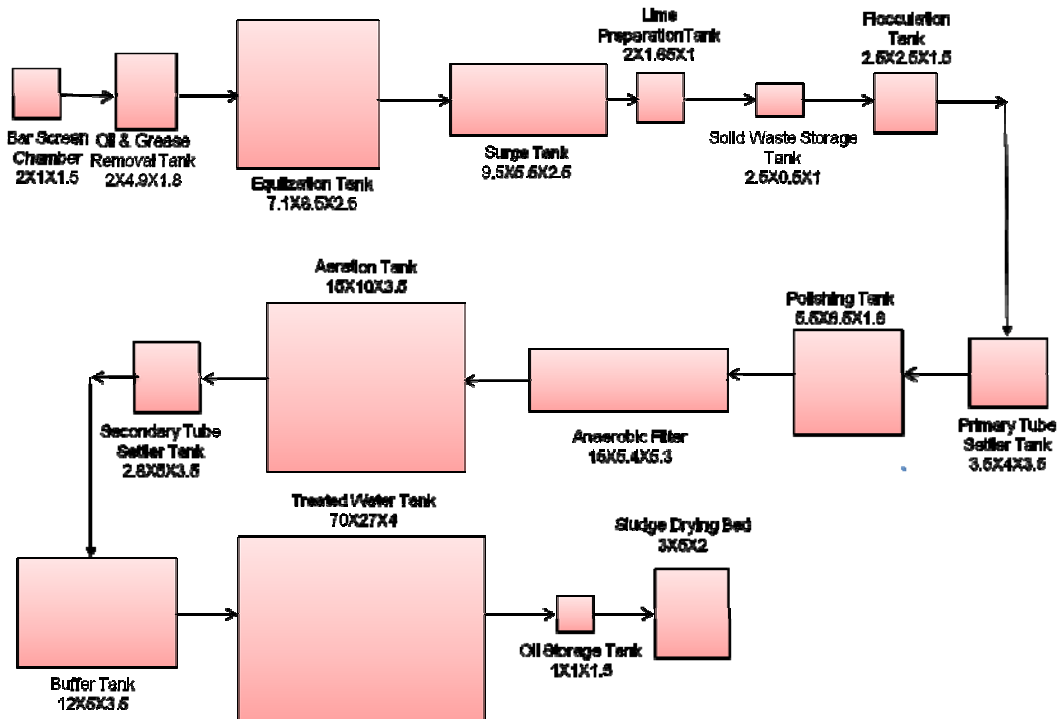 Bar Screen
Chamber
2X1X1.5
Oil & Grease
Removal Tank
2X4.9X1.8
Equlization Tank
7.1X8.5X2.5
Surge Tank
9.5X5.5X2.5
Lime
Preparation Tank
2X1.65X1
Solid Waste Storage
Tank
2.5X0.5X1
Flocculation
Tank
2.5X2.5X1.5
Primary Tube
Settler Tank
3.5X4X3.5
Polishing Tank
5.5X6.5X1.8
Anaerobic Filter
15X5.4X5.3
Aeration Tank
15X10X3.5
Secondary Tube
Settler Tank
2.8X5X3.5
Buffer Tank
12X5X3.5
Treated Water Tank
70X27X4
Oil Storage Tank
1X1X1.5
Sludge Drying Bed
3X5X2